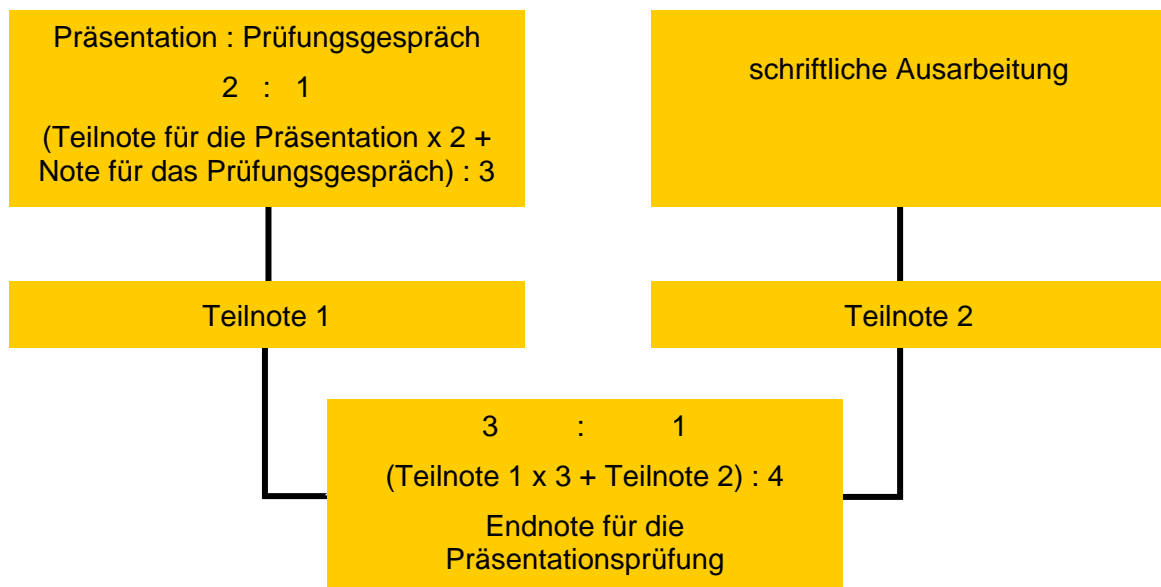 Präsentation : Prüfungsgespräch
2 : 1
(Teilnote für die Präsentation x 2 +
Note für das Prüfungsgespräch) : 3
schriftliche Ausarbeitung
Teilnote 1
Teilnote 2
3 : 1
(Teilnote 1 x 3 + Teilnote 2) : 4
Endnote für die
Präsentationsprüfung